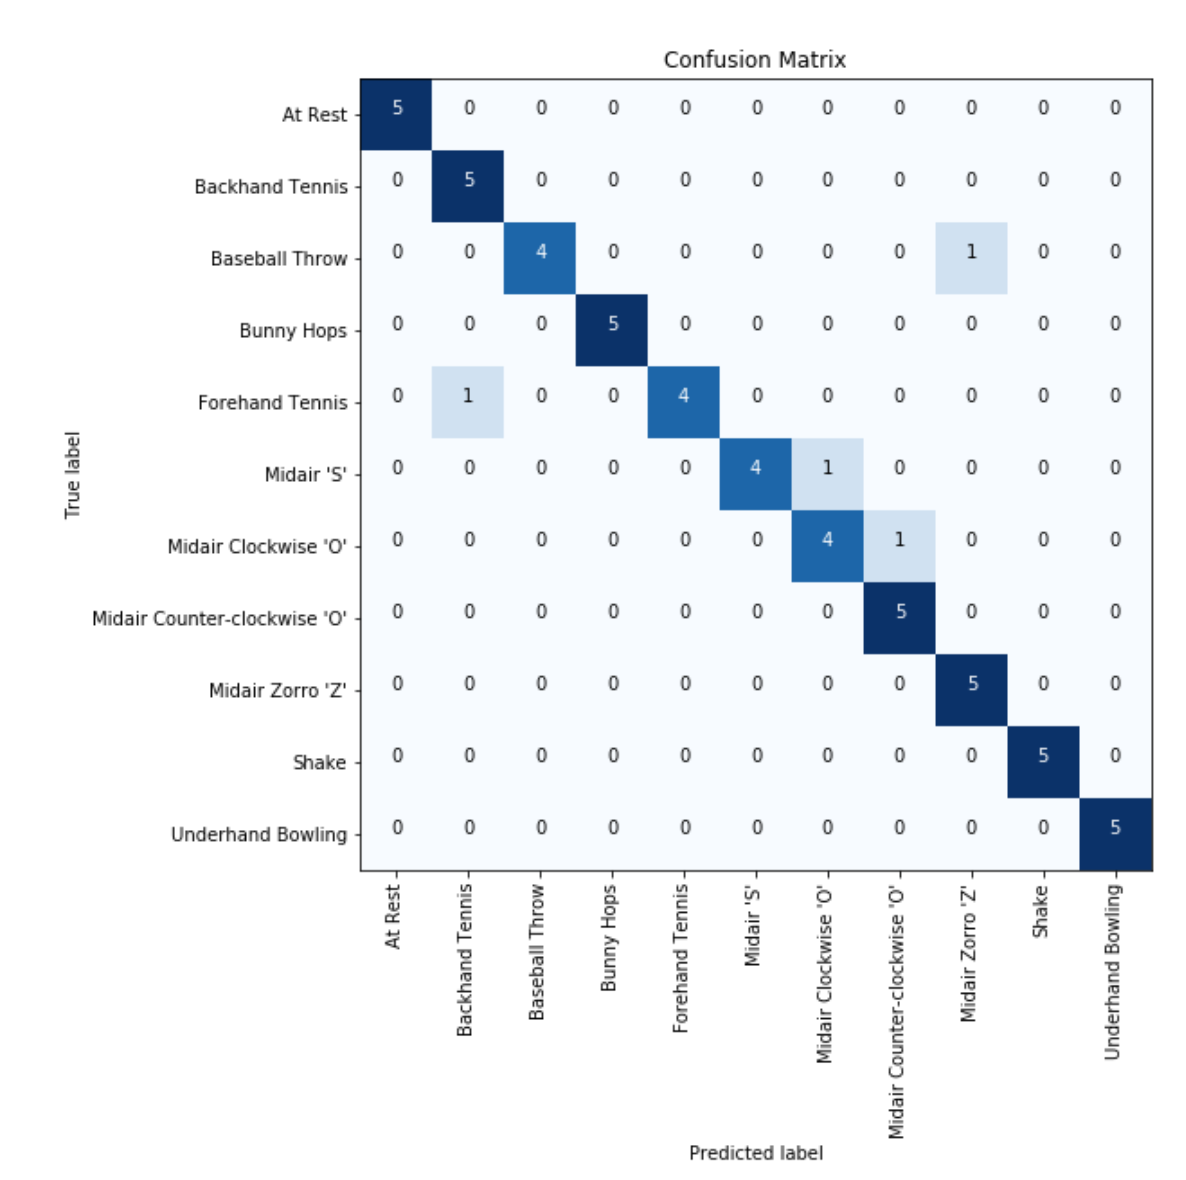 Confusion Matrix
At Rest 5 0 0 0 0 0 0 0 0 0 0
Backhand Tennis 0 5 0 0 0 0 0 0 0 0 0
Baseball Throw 0 0 4 0 0 0 0 0 1 0 0
Bunny Hops 0 0 0 5 0 0 0 0 0 0 0
Forehand Tennis 0 1 0 0 4 0 0 0 0 0 0
Midair 'S' 0 0 0 0 0 4 1 0 0 0 0
Midair Clockwise 'O' 0 0 0 0 0 0 4 1 0 0 0
Midair Counter-clockwise 'O' 0 0 0 0 0 0 0 5 0 0 0
Midair Zorro 'Z' 0 0 0 0 0 0 0 0 5 0 0
Shake 0 0 0 0 0 0 0 0 0 5 0
Underhand Bowling 0 0 0 0 0 0 0 0 0 0 5
True label
At Rest
Backhand Tennis
Baseball Throw
Bunny Hops
Forehand Tennis
Midair 'S'
Midair Clockwise 'O'
Midair Counter-clockwise 'O'
Midair Zorro 'Z'
Shake
Underhand Bowling
Predicted label